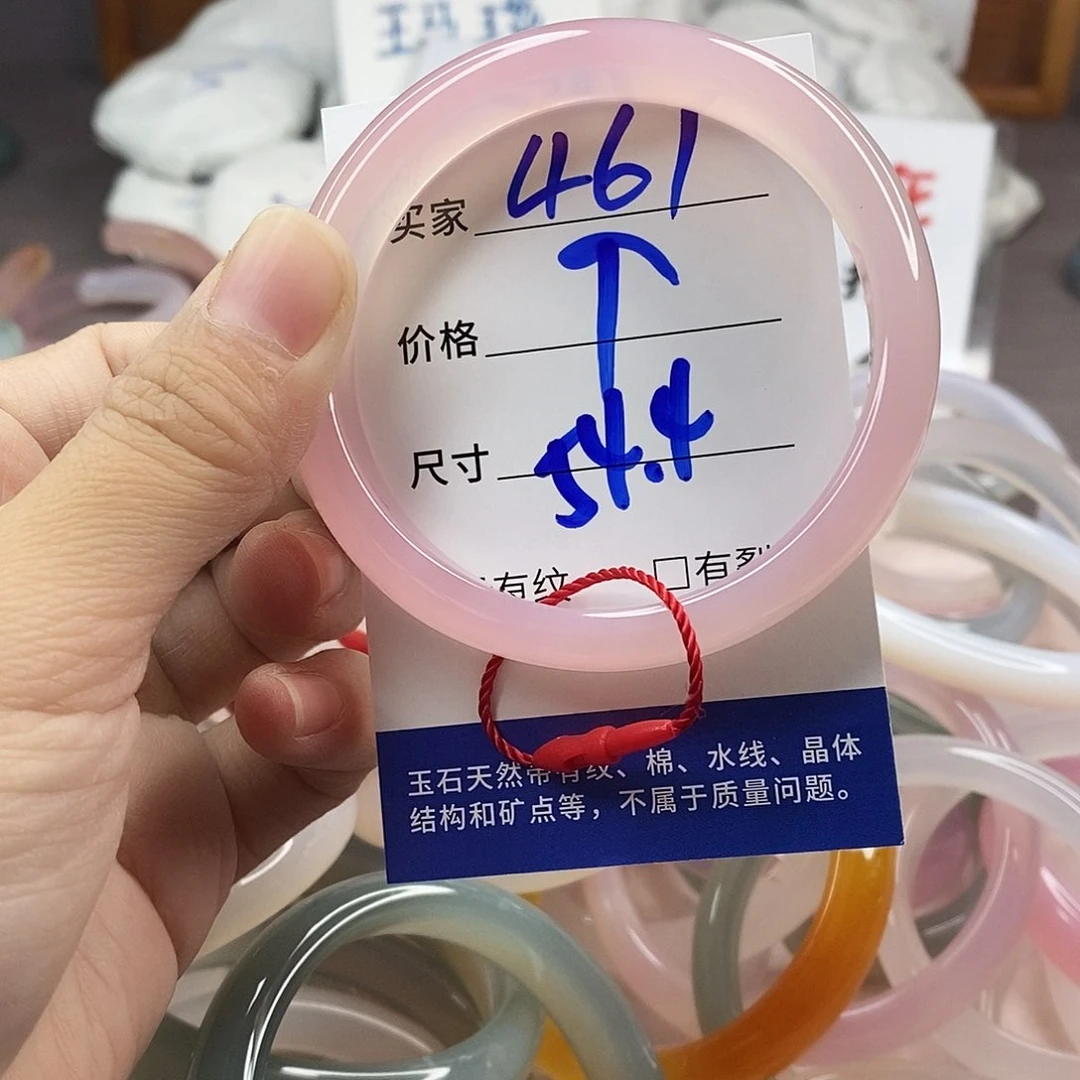 买家 461
价格
尺寸 54.4
有纹 □有裂
玉石天然带有纹、棉、水线、晶体
结构和矿点等，不属于质量问题。